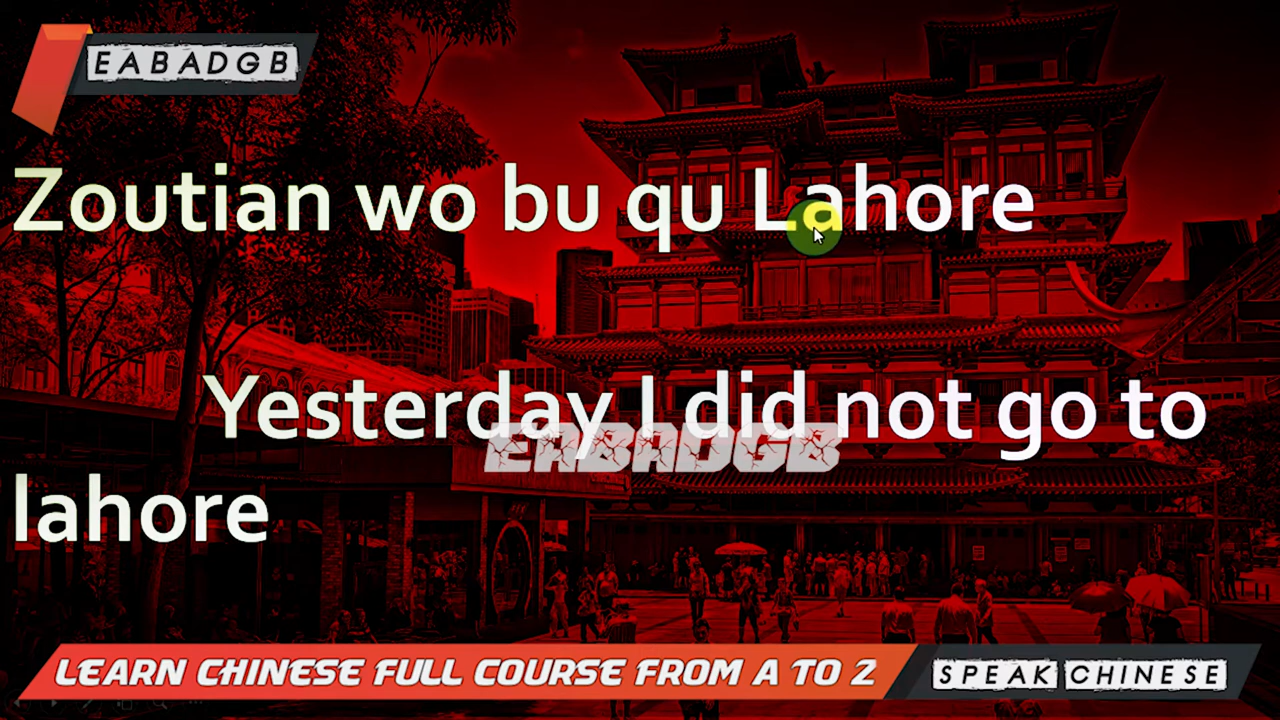 EABADGB
Zoutian wo bu qu Lahore
Yesterday I did not go to
lahore
EABADGB
LEARN CHINESE FULL COURSE FROM A TO Z
SPEAK CHINESE